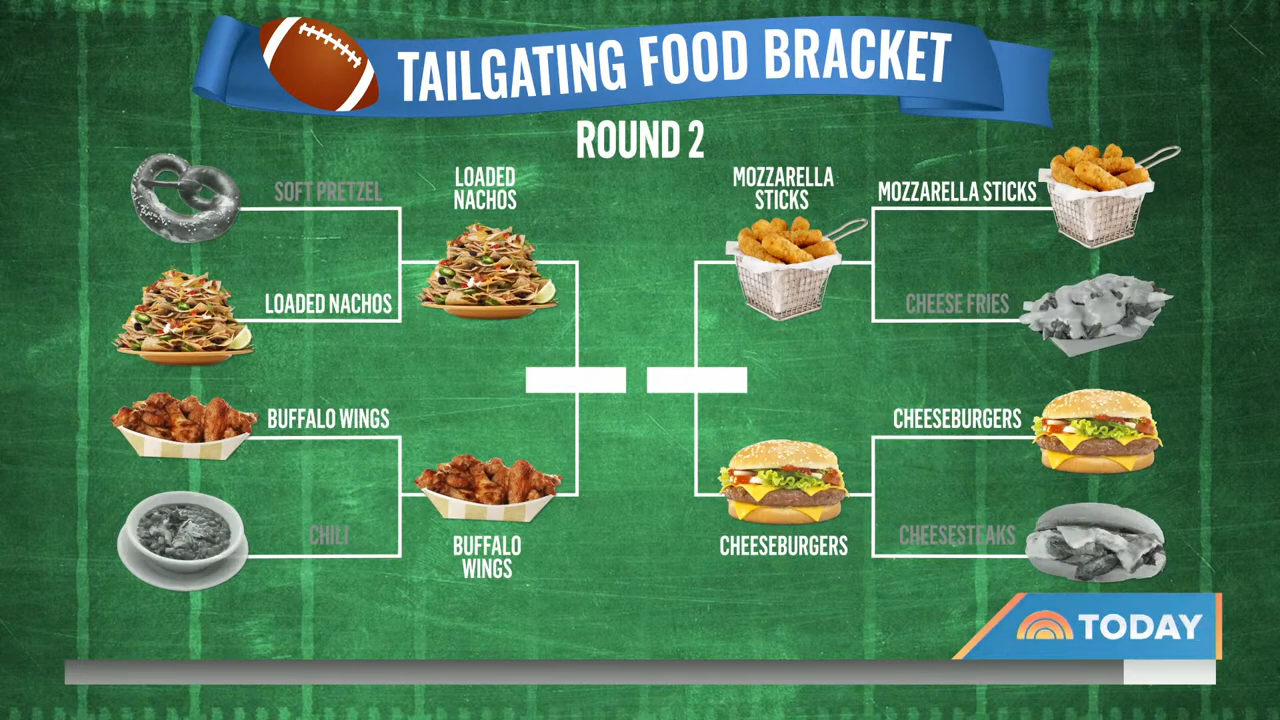 TAILGATING FOOD BRACKET
ROUND 2
SOFT PRETZEL
LOADED
NACHOS
LOADED NACHOS
BUFFALO WINGS
CHILI
BUFFALO
WINGS
MOZZARELLA
STICKS
MOZZARELLA STICKS
CHEESE FRIES
CHEESEBURGERS
CHEESEBURGERS
CHEESESTEAKS
TODAY